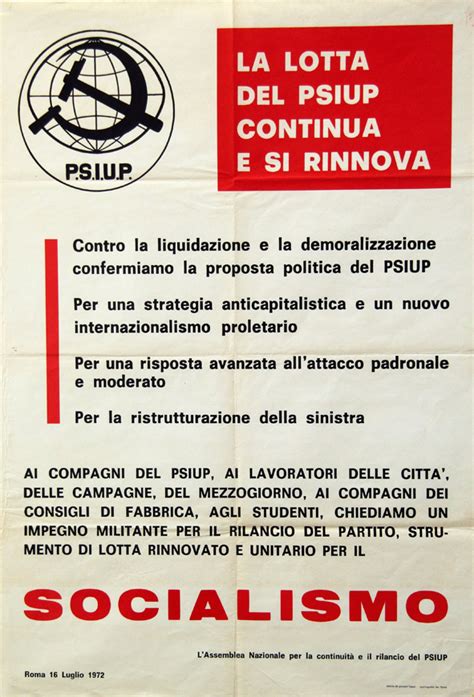 P.S.I.U.P.
LA LOTTA
DEL PSIUP
CONTINUA
E SI RINNOVA
Contro la liquidazione e la demoralizzazione
confermiamo la proposta politica del PSIUP
Per una strategia anticapitalistica e un nuovo
internazionalismo proletario
Per una risposta avanzata all'attacco padronale
e moderato
Per la ristrutturazione della sinistra
AI COMPAGNI DEL PSIUP, AI LAVORATORI DELLE CITTA',
DELLE CAMPAGNE, DEL MEZZOGIORNO, AI COMPAGNI DEI
CONSIGLI DI FABBRICA, AGLI STUDENTI, CHIEDIAMO UN
IMPEGNO MILITANTE PER IL RILANCIO DEL PARTITO, STRU-
MENTO DI LOTTA RINNOVATO E UNITARIO PER IL
SOCIALISMO
L'Assemblea Nazionale per la continuità e il rilancio del PSIUP
Roma 16 Luglio 1972